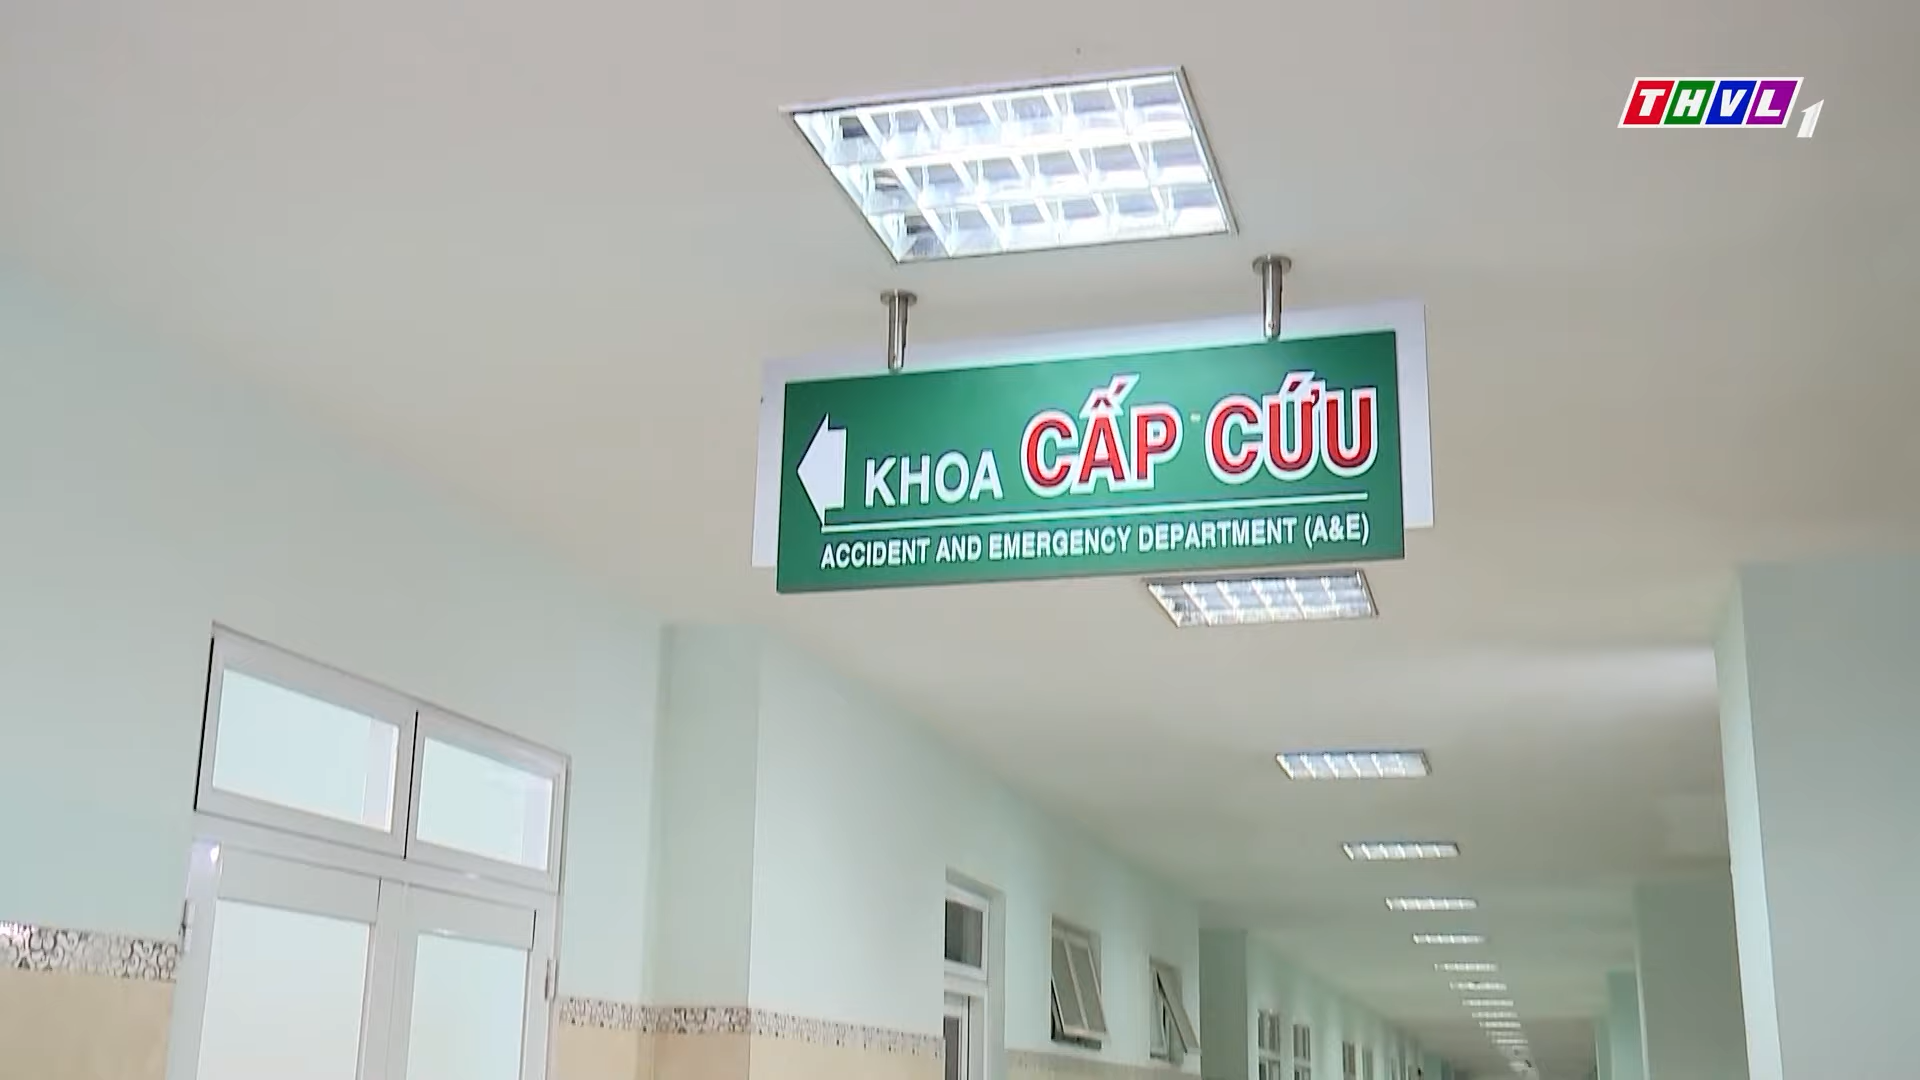 THVL1
KHOA CẤP CỨU
ACCIDENT AND EMERGENCY DEPARTMENT (A&E)